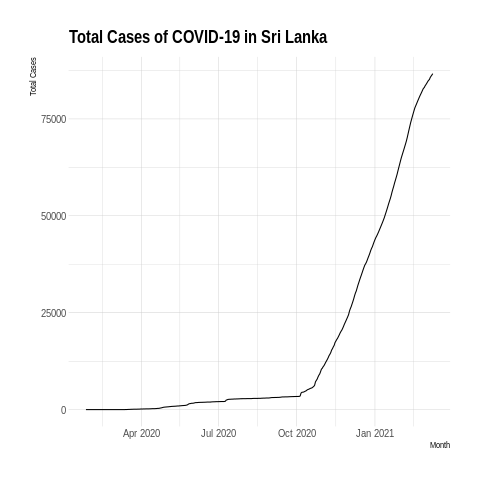 Total Cases of COVID-19 in Sri Lanka
Total Cases
75000
50000
25000
0
Apr 2020 Jul 2020 Oct 2020 Jan 2021
Month